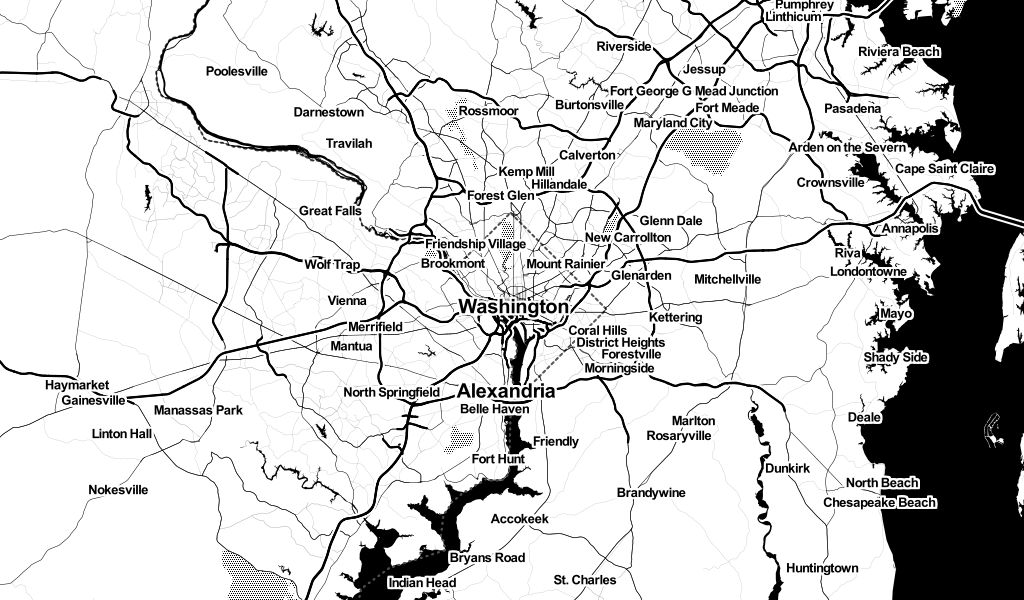 Pumphrey
Linthicum
Riverside
Riviera Beach
Poolesville
Jessup
Fort George G Mead Junction
Burtonsville
Fort Meade
Pasadena
Darnestown
Rossmoor
Maryland City
Travilah
Calverton
Arden on the Severn
Kemp Mill
Hillandale
Cape Saint Claire
Crownsville
Forest Glen
Great Falls
Glenn Dale
Annapolis
New Carrollton
Friendship Village
Riva
Wolf Trap
Brookmont
Mount Rainier
Londontowne
Glenarden
Mitchellville
Vienna
Washington
Mayo
Kettering
Merrifield
Coral Hills
District Heights
Mantua
Forestville
Shady Side
Morningside
Haymarket
Gainesville
North Springfield
Alexandria
Manassas Park
Belle Haven
Deale
Marlton
Linton Hall
Rosaryville
Friendly
Fort Hunt
Dunkirk
North Beach
Nokesville
Brandywine
Chesapeake Beach
Accokeek
Bryans Road
Huntingtown
Indian Head
St. Charles